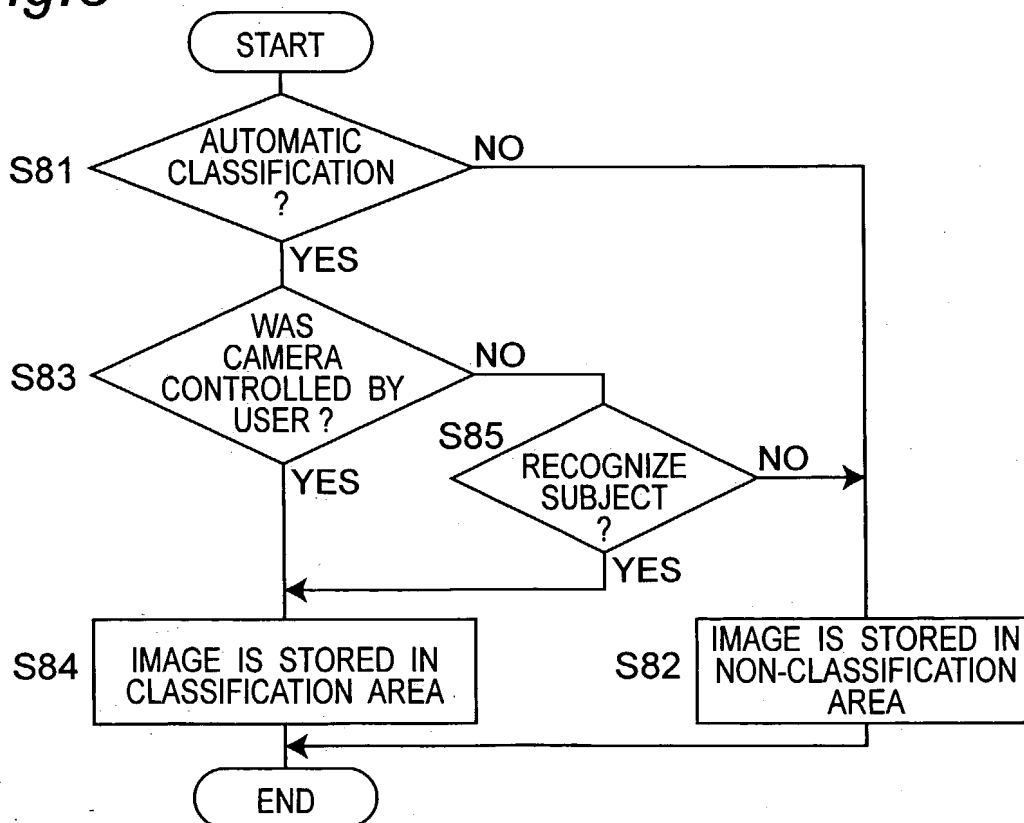 START
AUTOMATIC
CLASSIFICATION
?
S81
NO
YES
WAS
CAMERA
CONTROLLED BY
USER ?
S83
NO
YES
S85
RECOGNIZE
SUBJECT
?
NO
YES
S84
IMAGE IS STORED IN
CLASSIFICATION AREA
S82
IMAGE IS STORED IN
NON-CLASSIFICATION
AREA
END